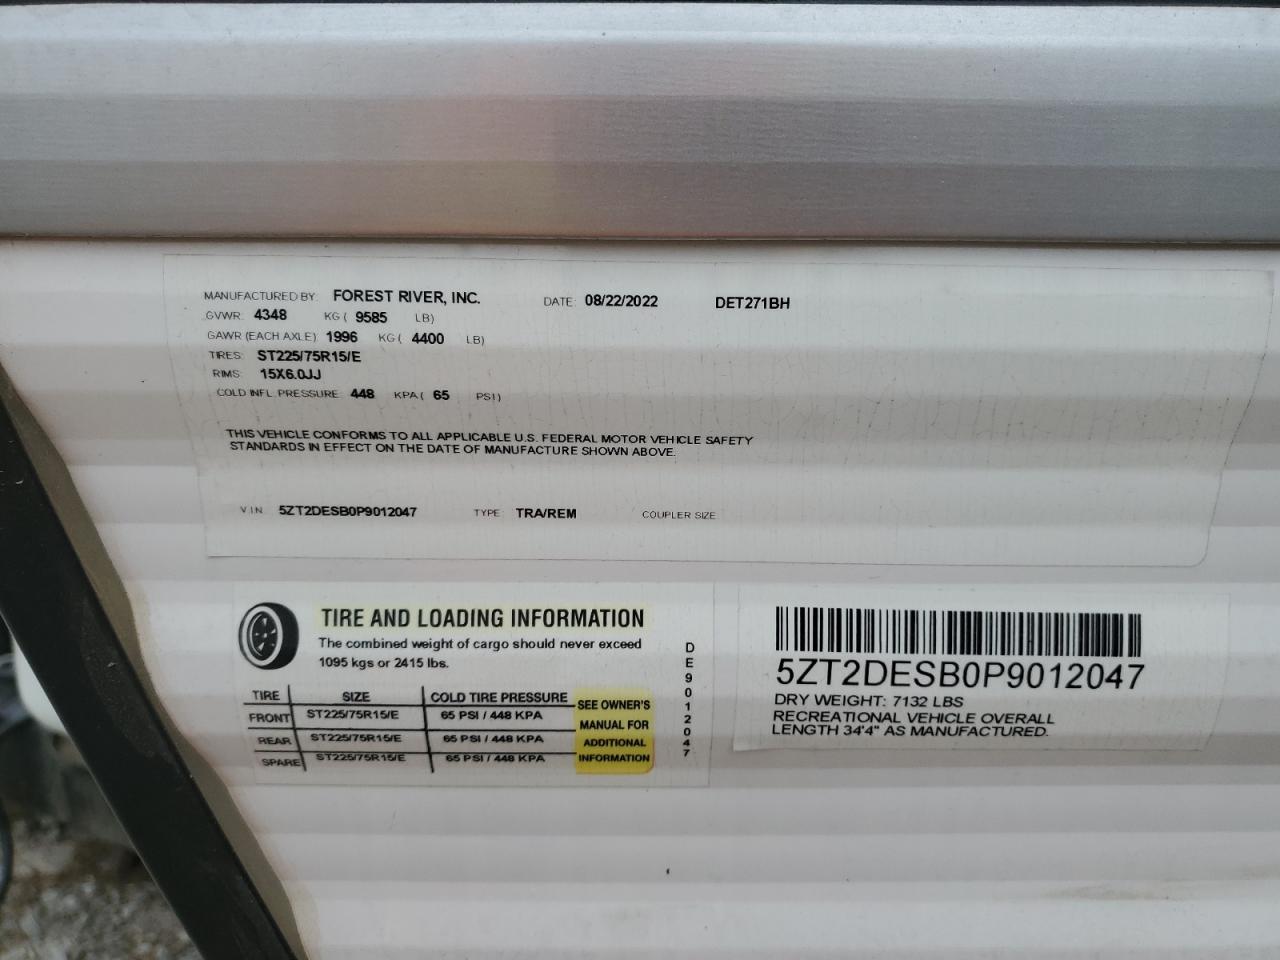 MANUFACTURED BY: FOREST RIVER, INC. DATE: 08/22/2022 DET271BH
GVWR: 4348 KG ( 9585 LB)
GAWR (EACH AXLE) 1996 KG ( 4400 LB)
TIRES: ST225/75R15/E
RIMS: 15X6.0JJ
COLD INFL. PRESSURE: 448 KPA ( 65 PSI)
THIS VEHICLE CONFORMS TO ALL APPLICABLE U.S. FEDERAL MOTOR VEHICLE SAFETY
STANDARDS IN EFFECT ON THE DATE OF MANUFACTURE SHOWN ABOVE.
V.I.N. 5ZT2DESB0P9012047 TYPE: TRA/REM COUPLER SIZE
TIRE AND LOADING INFORMATION
The combined weight of cargo should never exceed
1095 kgs or 2415 lbs.
TIRE SIZE COLD TIRE PRESSURE
FRONT ST225/75R15/E 65 PSI / 448 KPA
REAR ST225/75R15/E 65 PSI / 448 KPA
SPARE ST225/75R15/E 65 PSI / 448 KPA
SEE OWNER'S
MANUAL FOR
ADDITIONAL
INFORMATION
DE9012047
5ZT2DESB0P9012047
DRY WEIGHT: 7132 LBS
RECREATIONAL VEHICLE OVERALL
LENGTH 34'4" AS MANUFACTURED.